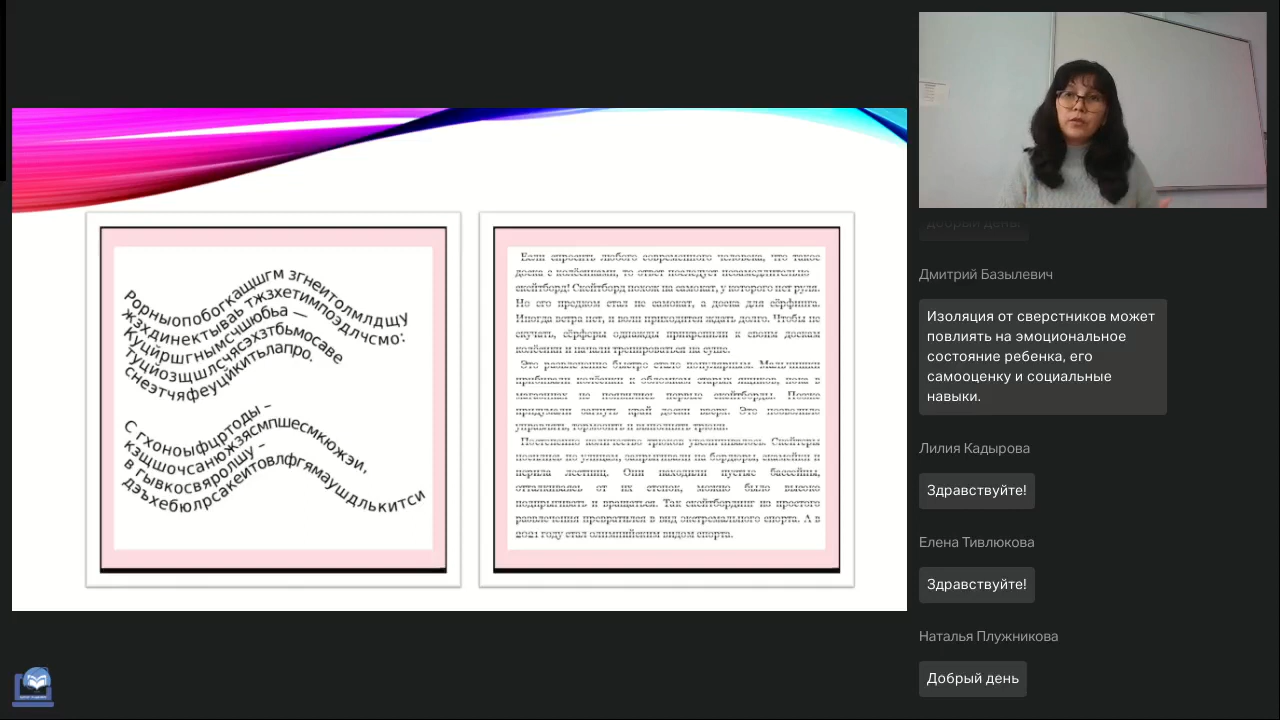 Рорныопобогкашшгм згнеитолмлдщу
жзхдинектываь тжзхетимпоэдлчсмо:
Куциршгнымсчшшюбьа —
Туциозщшлсчясэхзтбьмосаве
снеэтчяфеуцйкитьлапро.
С гхоноыфщртоды –
кзщшочсанюжзясмпшесмкюжэи,
в гывкосвяролшу –
дэъхебюлрсакеитовлфгямаушдлькитси
Если спросить любого современного человека, что такое
доска с колёсиками, то ответ последует незамедлительно –
скейтборд! Скейтборд похож на самокат, у которого нет руля.
Но его предком стал не самокат, а доска для сёрфинга.
Иногда ветра нет, и волн приходится ждать долго. Чтобы не
скучать, сёрферы однажды прикрепили к своим доскам
колёсики и начали тренироваться на суше.
Это развлечение быстро стало популярным. Мальчишки
прибивали колёсики к обломкам старых ящиков, пока в
магазинах не появились первые скейтборды. Позже
придумали загнуть край доски вверх. Это позволило
управлять, тормозить и выполнять трюки.
Постепенно количество трюков увеличивалось. Скейтеры
носились по улицам, запрыгивали на бордюры, скамейки и
перила лестниц. Они находили пустые бассейны,
отталкиваясь от их стенок, можно было высоко
подпрыгивать и вращаться. Так скейтбординг из простого
развлечения превратился в вид экстремального спорта. А в
2021 году стал олимпийским видом спорта.
Дмитрий Базылевич
Изоляция от сверстников может
повлиять на эмоциональное
состояние ребенка, его
самооценку и социальные
навыки.
Лилия Кадырова
Здравствуйте!
Елена Тивлюкова
Здравствуйте!
Наталья Плужникова
Добрый день